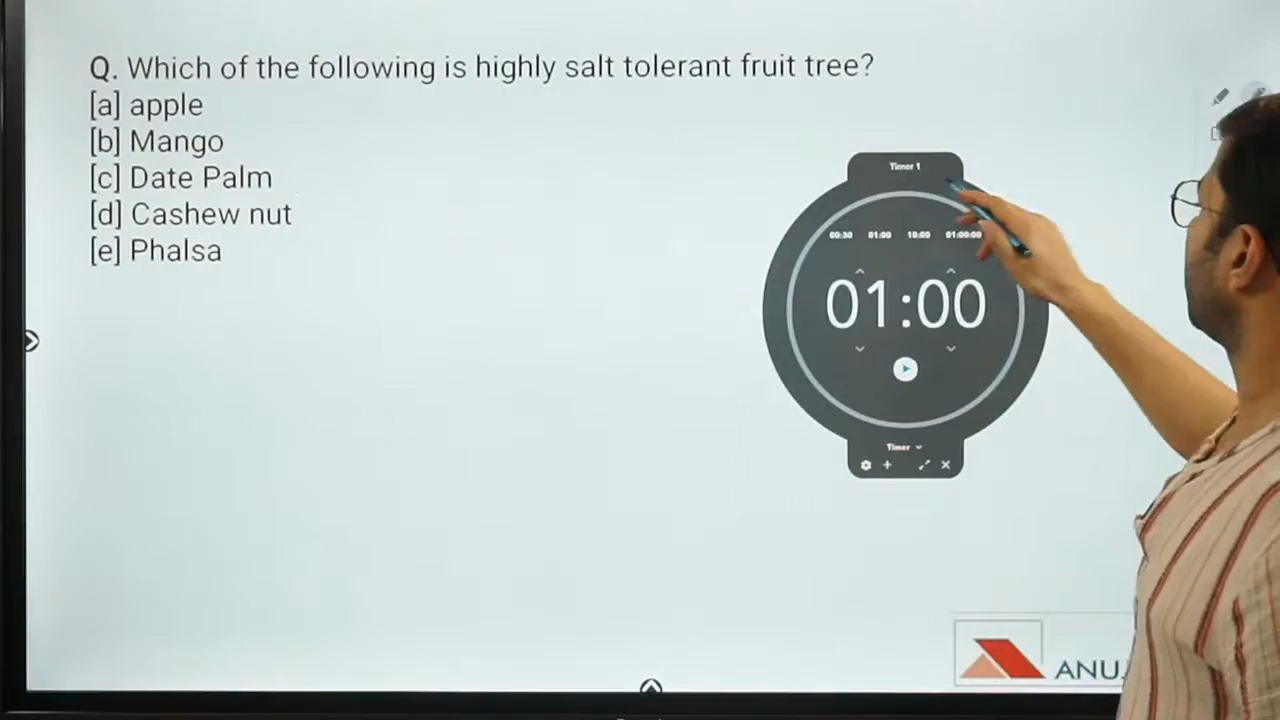 Q. Which of the following is highly salt tolerant fruit tree?
[a] apple
[b] Mango
[c] Date Palm
[d] Cashew nut
[e] Phalsa
Timer 1
00:30 01:00 10:00 01:00:00
01:00
Timer